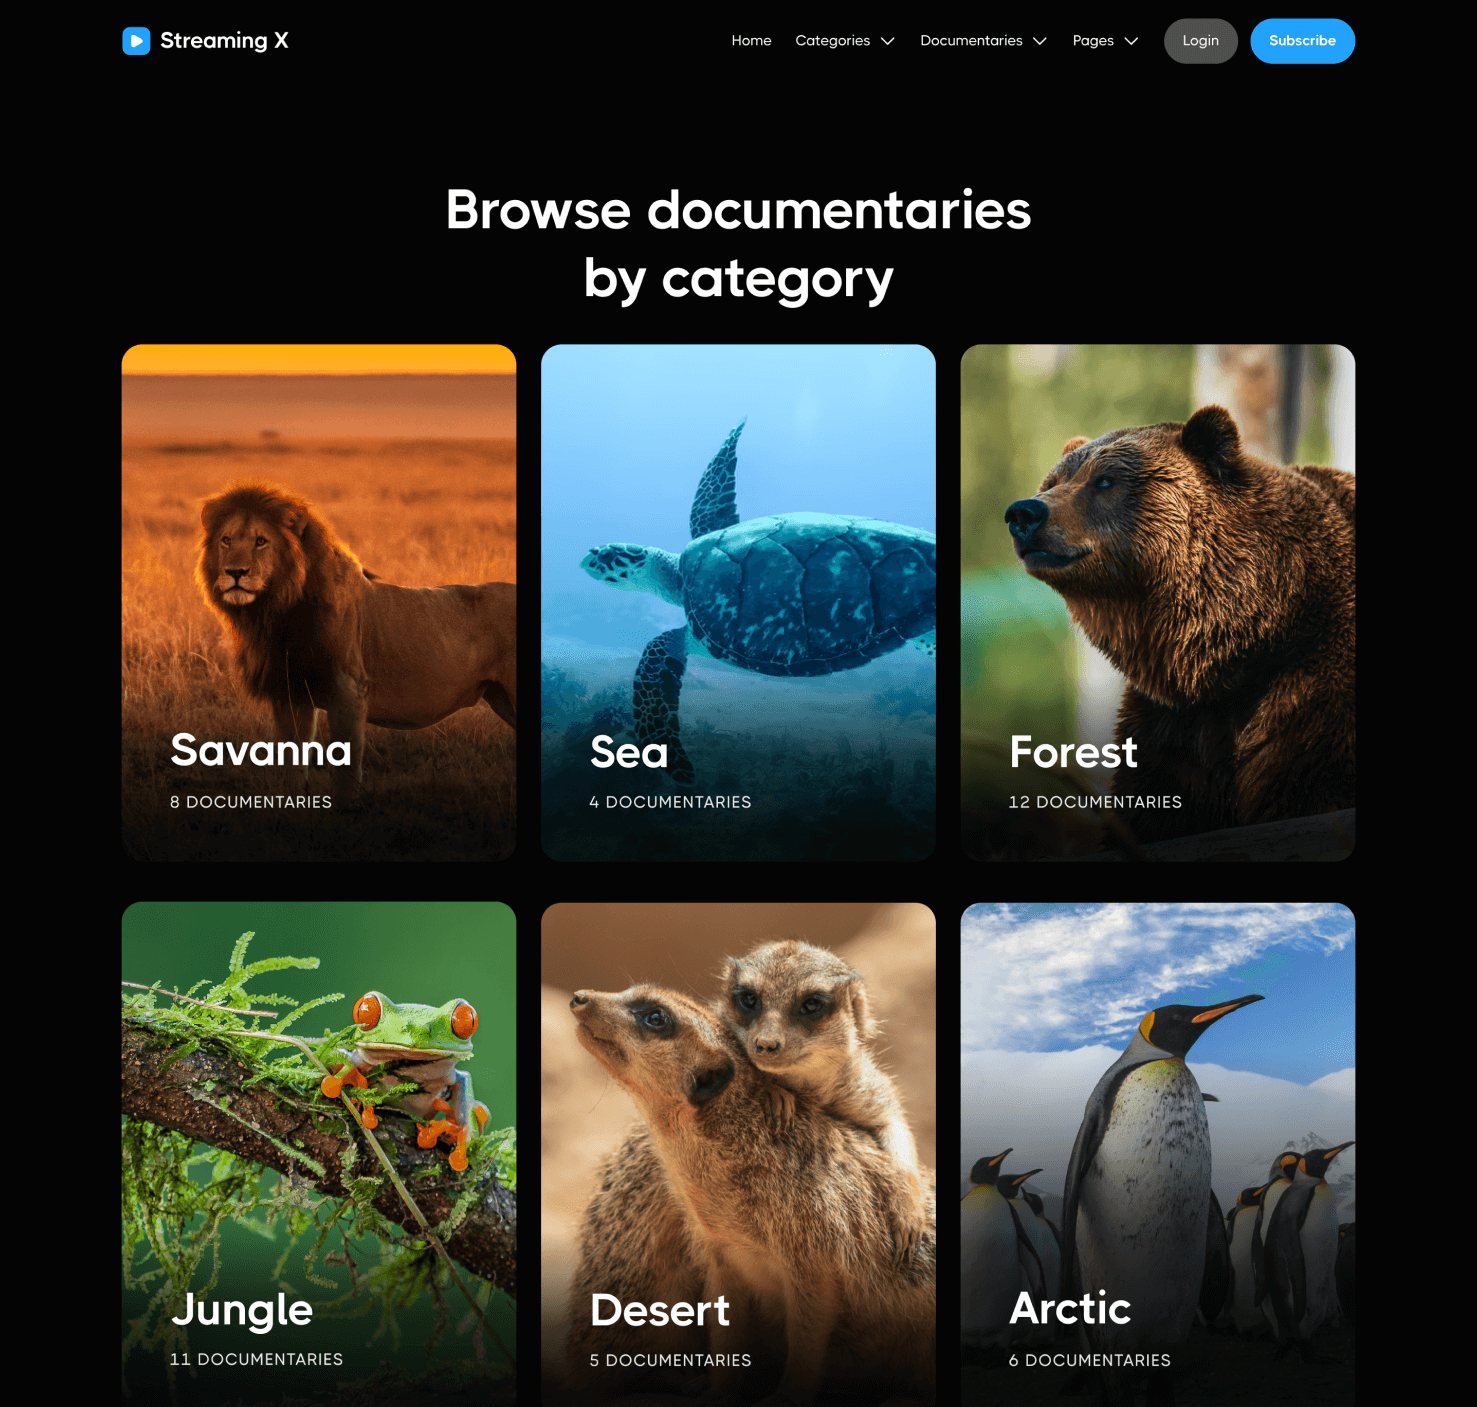 Streaming X
Home Categories Documentaries Pages Login Subscribe
Browse documentaries
by category
Savanna
8 DOCUMENTARIES
Sea
4 DOCUMENTARIES
Forest
12 DOCUMENTARIES
Jungle
11 DOCUMENTARIES
Desert
5 DOCUMENTARIES
Arctic
6 DOCUMENTARIES